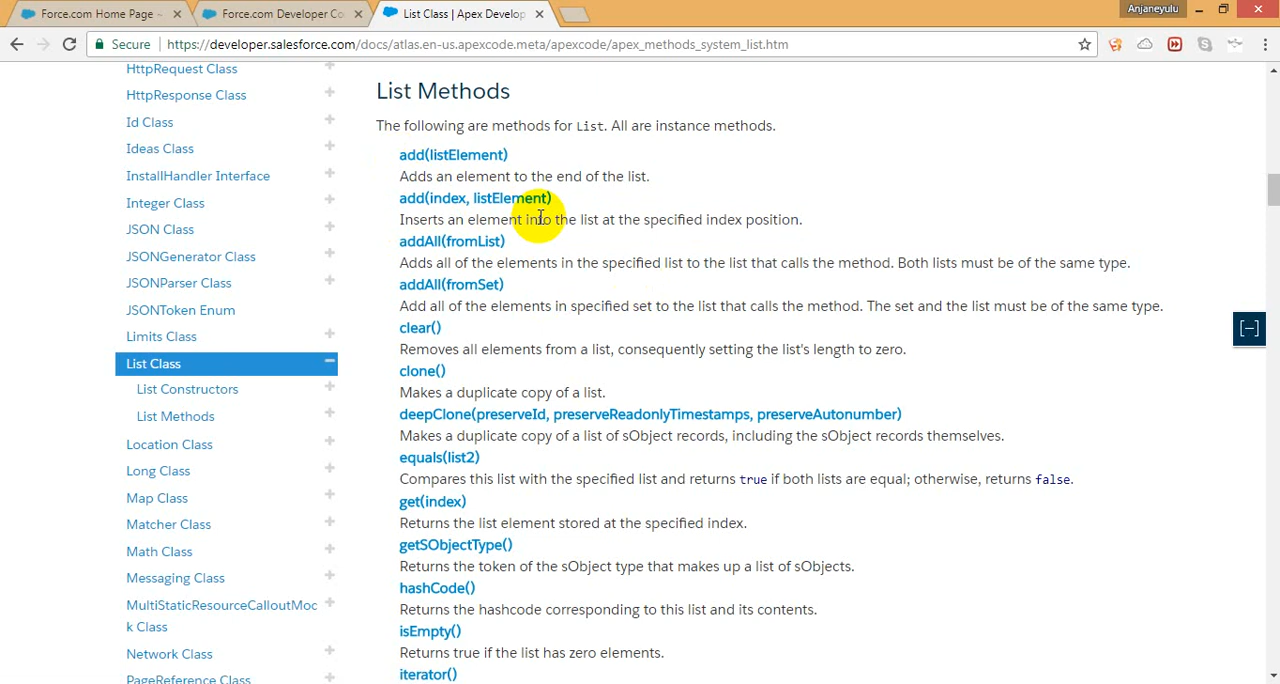 Force.com Home Page ~
Force.com Developer Co
List Class | Apex Develop
Anjaneyulu
Secure
https://developer.salesforce.com/docs/atlas.en-us.apexcode.meta/apexcode/apex_methods_system_list.htm
HttpRequest Class
HttpResponse Class
Id Class
Ideas Class
InstallHandler Interface
Integer Class
JSON Class
JSONGenerator Class
JSONParser Class
JSONToken Enum
Limits Class
List Class
List Constructors
List Methods
Location Class
Long Class
Map Class
Matcher Class
Math Class
Messaging Class
MultiStaticResourceCalloutMoc
k Class
Network Class
PageReference Class
List Methods
The following are methods for List. All are instance methods.
add(listElement)
Adds an element to the end of the list.
add(index, listElement)
Inserts an element into the list at the specified index position.
addAll(fromList)
Adds all of the elements in the specified list to the list that calls the method. Both lists must be of the same type.
addAll(fromSet)
Add all of the elements in specified set to the list that calls the method. The set and the list must be of the same type.
clear()
Removes all elements from a list, consequently setting the list's length to zero.
clone()
Makes a duplicate copy of a list.
deepClone(preserveId, preserveReadonlyTimestamps, preserveAutonumber)
Makes a duplicate copy of a list of sObject records, including the sObject records themselves.
equals(list2)
Compares this list with the specified list and returns true if both lists are equal; otherwise, returns false.
get(index)
Returns the list element stored at the specified index.
getSObjectType()
Returns the token of the sObject type that makes up a list of sObjects.
hashCode()
Returns the hashcode corresponding to this list and its contents.
isEmpty()
Returns true if the list has zero elements.
iterator()
[–]